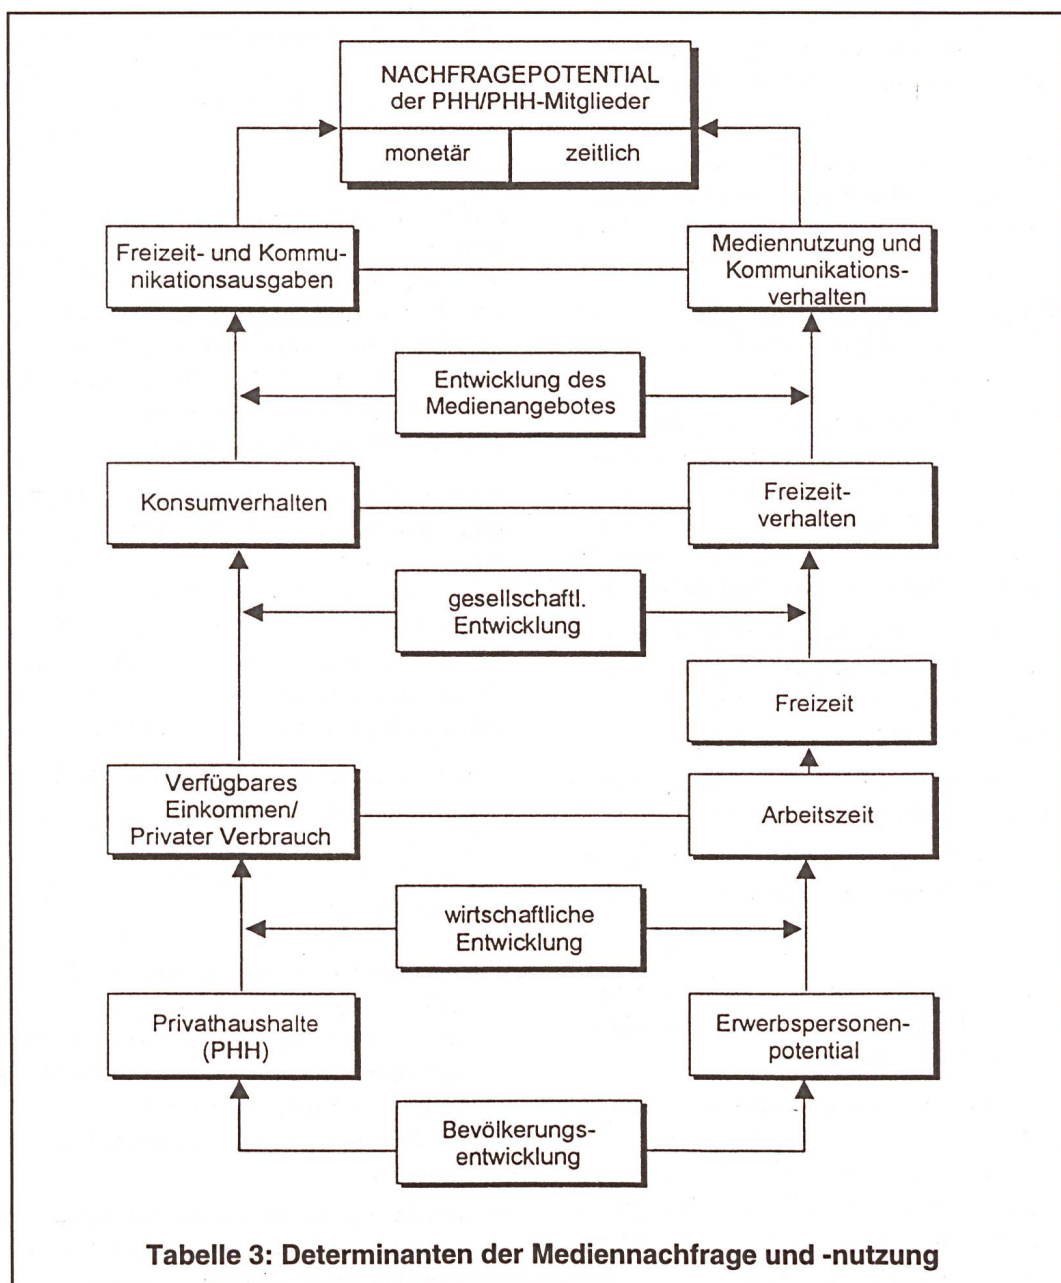 NACHFRAGEPOTENTIAL
der PHH/PHH-Mitglieder
monetär
zeitlich
Freizeit- und Kommu-
nikationsausgaben
Mediennutzung und
Kommunikations-
verhalten
Entwicklung des
Medienangebotes
Konsumverhalten
Freizeit-
verhalten
gesellschaftl.
Entwicklung
Freizeit
Verfügbares
Einkommen/
Privater Verbrauch
Arbeitszeit
wirtschaftliche
Entwicklung
Privathaushalte
(PHH)
Erwerbspersonen-
potential
Bevölkerungs-
entwicklung
Tabelle 3: Determinanten der Mediennachfrage und -nutzung